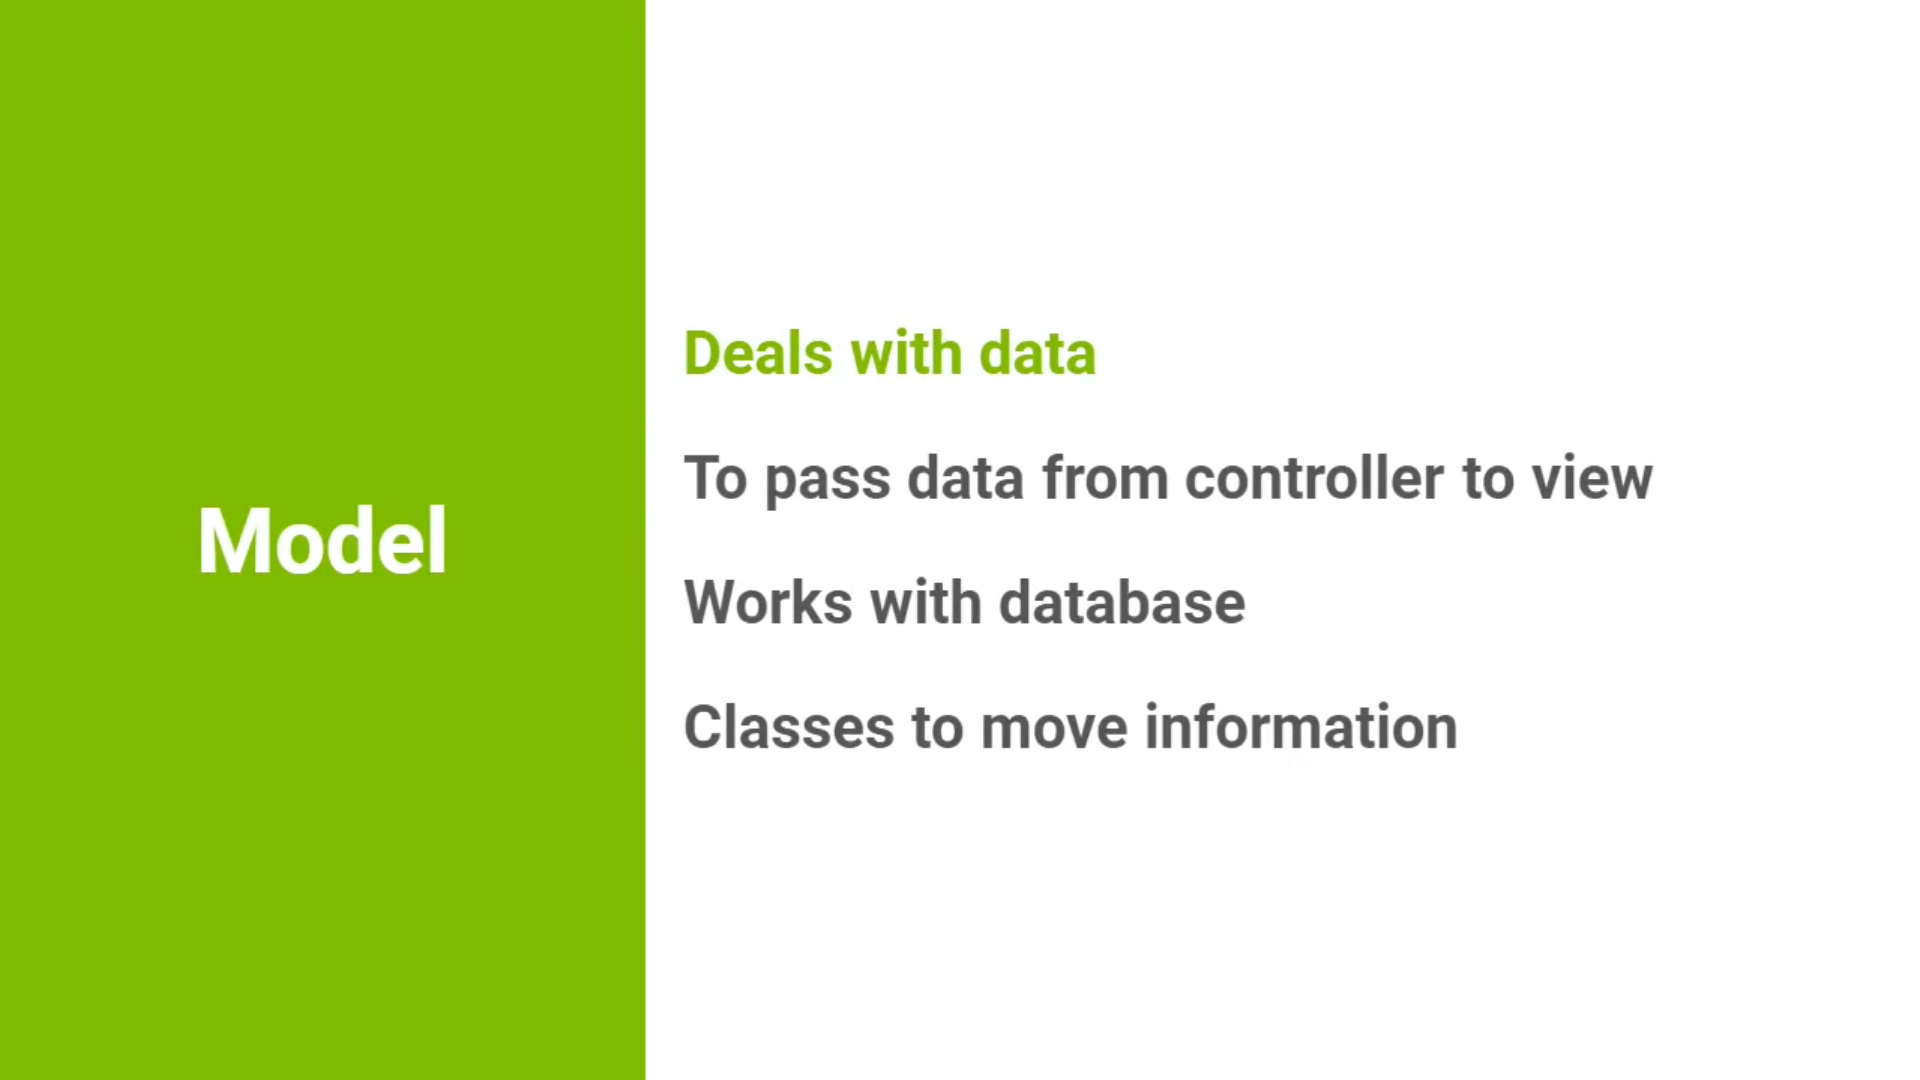 Model
Deals with data
To pass data from controller to view
Works with database
Classes to move information